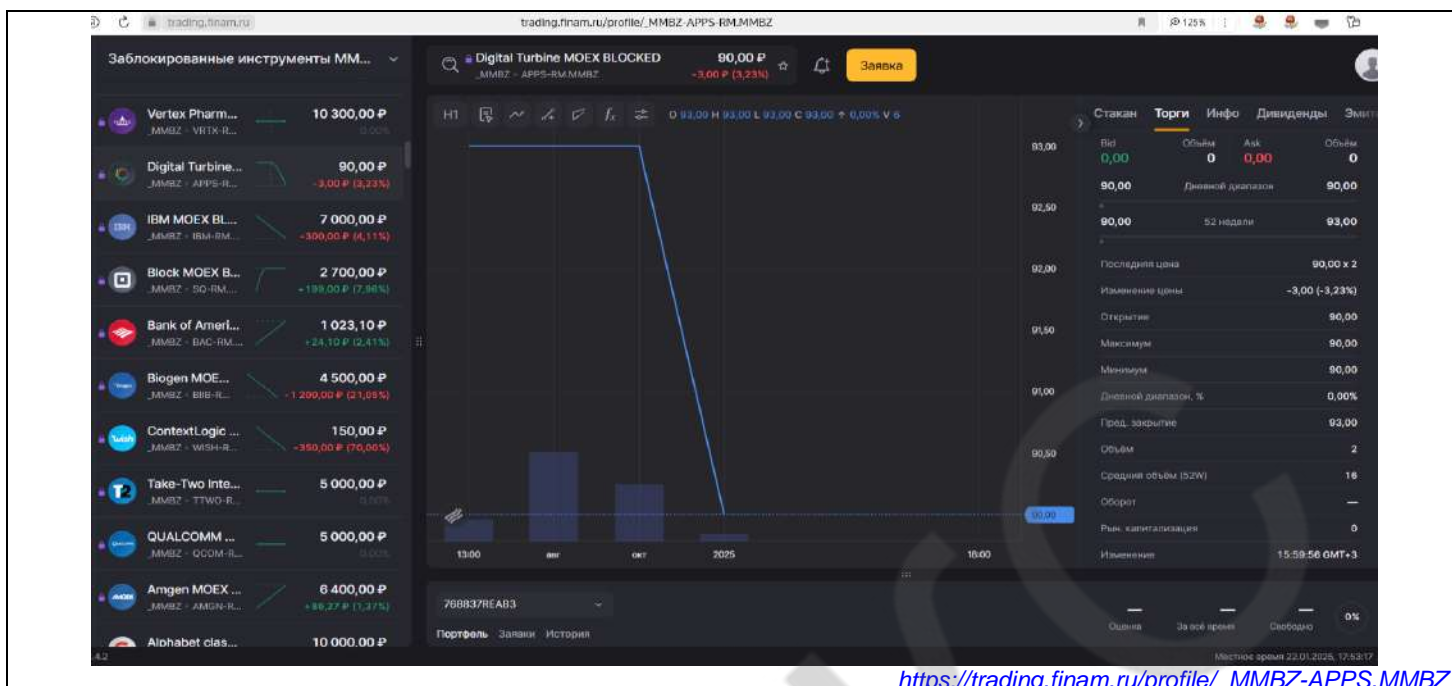 trading.finam.ru
trading.finam.ru/profile/_MMBZ-APPS-RM.MMBZ
125%
Заблокированные инструменты MM...
Digital Turbine MOEX BLOCKED
_MMBZ - APPS-RM.MMBZ
90,00 ₽
-3,00 ₽ (3,23%)
Заявка
Vertex Pharm...
10 300,00 ₽
_MMBZ - VRTX-R...
0,00%
Digital Turbine...
90,00 ₽
_MMBZ - APPS-R...
-3,00 ₽ (3,23%)
IBM MOEX BL...
7 000,00 ₽
_MMBZ - IBM-RM...
-300,00 ₽ (4,11%)
Block MOEX B...
2 700,00 ₽
_MMBZ - SQ-RM....
Bank of Ameri...
1 023,10 ₽
_MMBZ - BAC-RM....
+24,10 ₽ (2,41%)
Biogen MOE...
4 500,00 ₽
_MMBZ - BIIB-R...
-1 200,00 ₽ (21,05%)
ContextLogic ...
150,00 ₽
_MMBZ - WISH-R...
-350,00 ₽ (70,00%)
Take-Two Inte...
5 000,00 ₽
_MMBZ - TTWO-R...
0,00%
QUALCOMM ...
5 000,00 ₽
_MMBZ - QCOM-R...
0,00%
Amgen MOEX ...
6 400,00 ₽
_MMBZ - AMGN-R...
Alphabet clas...
10 000,00 ₽
H1
O 93,00 H 93,00 L 93,00 C 93,00 ↑ 0,00% V 6
93,00
92,50
92,00
91,50
91,00
90,50
90,00
13:00 авг окт 2025 16:00
Стакан Торги Инфо Дивиденды Эмит
Bid Объём Ask Объём
0,00 0 0,00 0
90,00 Дневной диапазон 90,00
90,00 52 недели 93,00
Последняя цена 90,00 x 2
Изменение цены -3,00 (-3,23%)
Открытие 90,00
Максимум 90,00
Минимум 90,00
Дневной диапазон, % 0,00%
Пред. закрытие 93,00
Объём 2
Средний объём (52W) 16
Оборот —
Рын. капитализация 0
Изменение 15:59:56 GMT+3
768837REAB3
Портфель Заявки История
— — — 0%
Оценка За всё время Свободно
.4.2
Местное время 22.01.2025, 17:53:17
https://trading.finam.ru/profile/_MMBZ-APPS.MMBZ